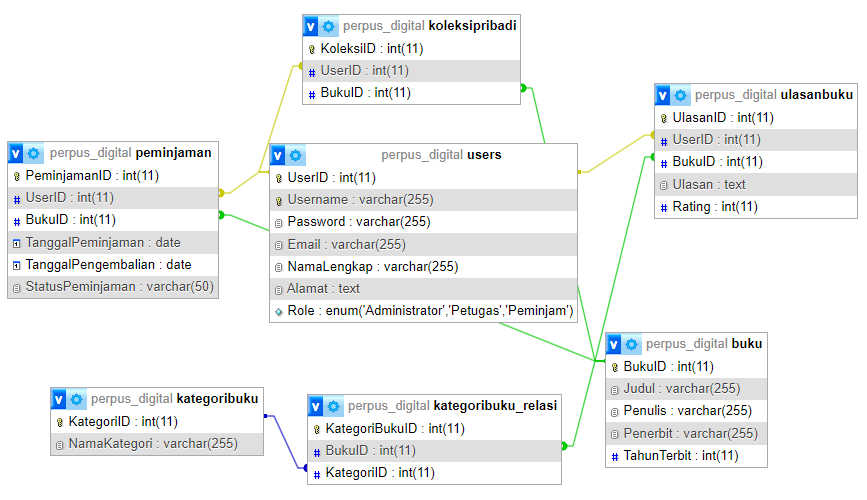 perpus_digital koleksipribadi
KoleksiID : int(11)
UserID : int(11)
BukuID : int(11)
perpus_digital ulasanbuku
UlasanID : int(11)
UserID : int(11)
BukuID : int(11)
Ulasan : text
Rating : int(11)
perpus_digital peminjaman
PeminjamanID : int(11)
UserID : int(11)
BukuID : int(11)
TanggalPeminjaman : date
TanggalPengembalian : date
StatusPeminjaman : varchar(50)
perpus_digital users
UserID : int(11)
Username : varchar(255)
Password : varchar(255)
Email : varchar(255)
NamaLengkap : varchar(255)
Alamat : text
Role : enum('Administrator','Petugas','Peminjam')
perpus_digital buku
BukuID : int(11)
Judul : varchar(255)
Penulis : varchar(255)
Penerbit : varchar(255)
TahunTerbit : int(11)
perpus_digital kategoribuku
KategoriID : int(11)
NamaKategori : varchar(255)
perpus_digital kategoribuku_relasi
KategoriBukuID : int(11)
BukuID : int(11)
KategoriID : int(11)